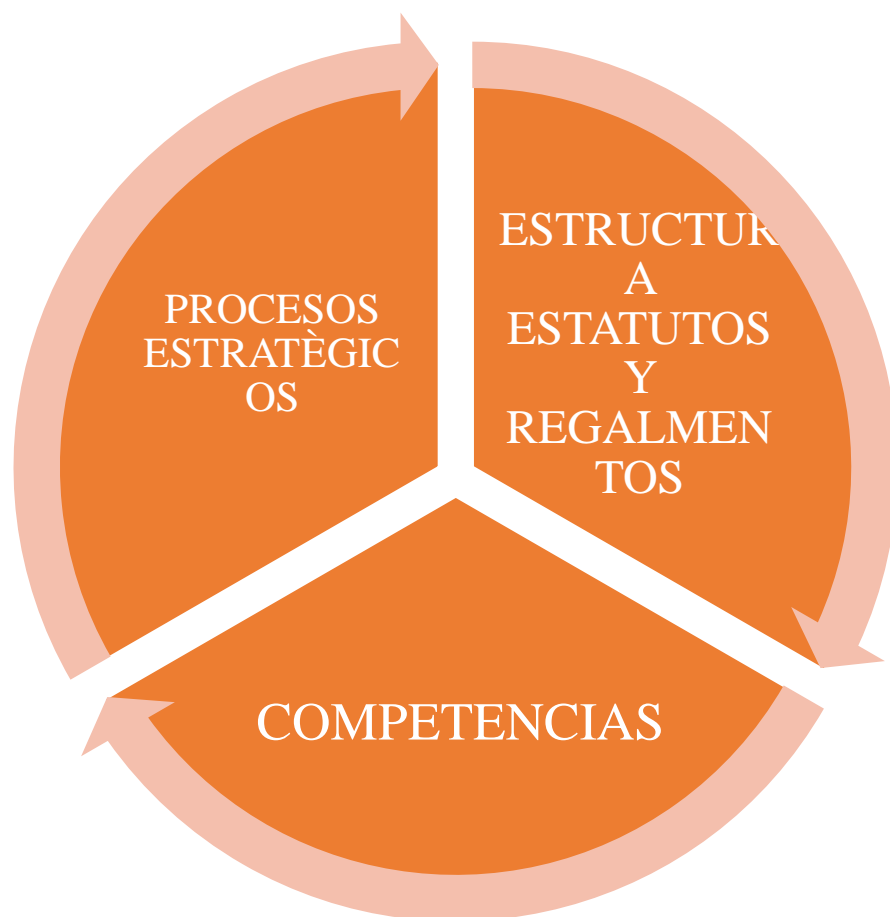 PROCESOS
ESTRATÈGIC
OS
ESTRUCTUR
A
ESTATUTOS
Y
REGALMEN
TOS
COMPETENCIAS